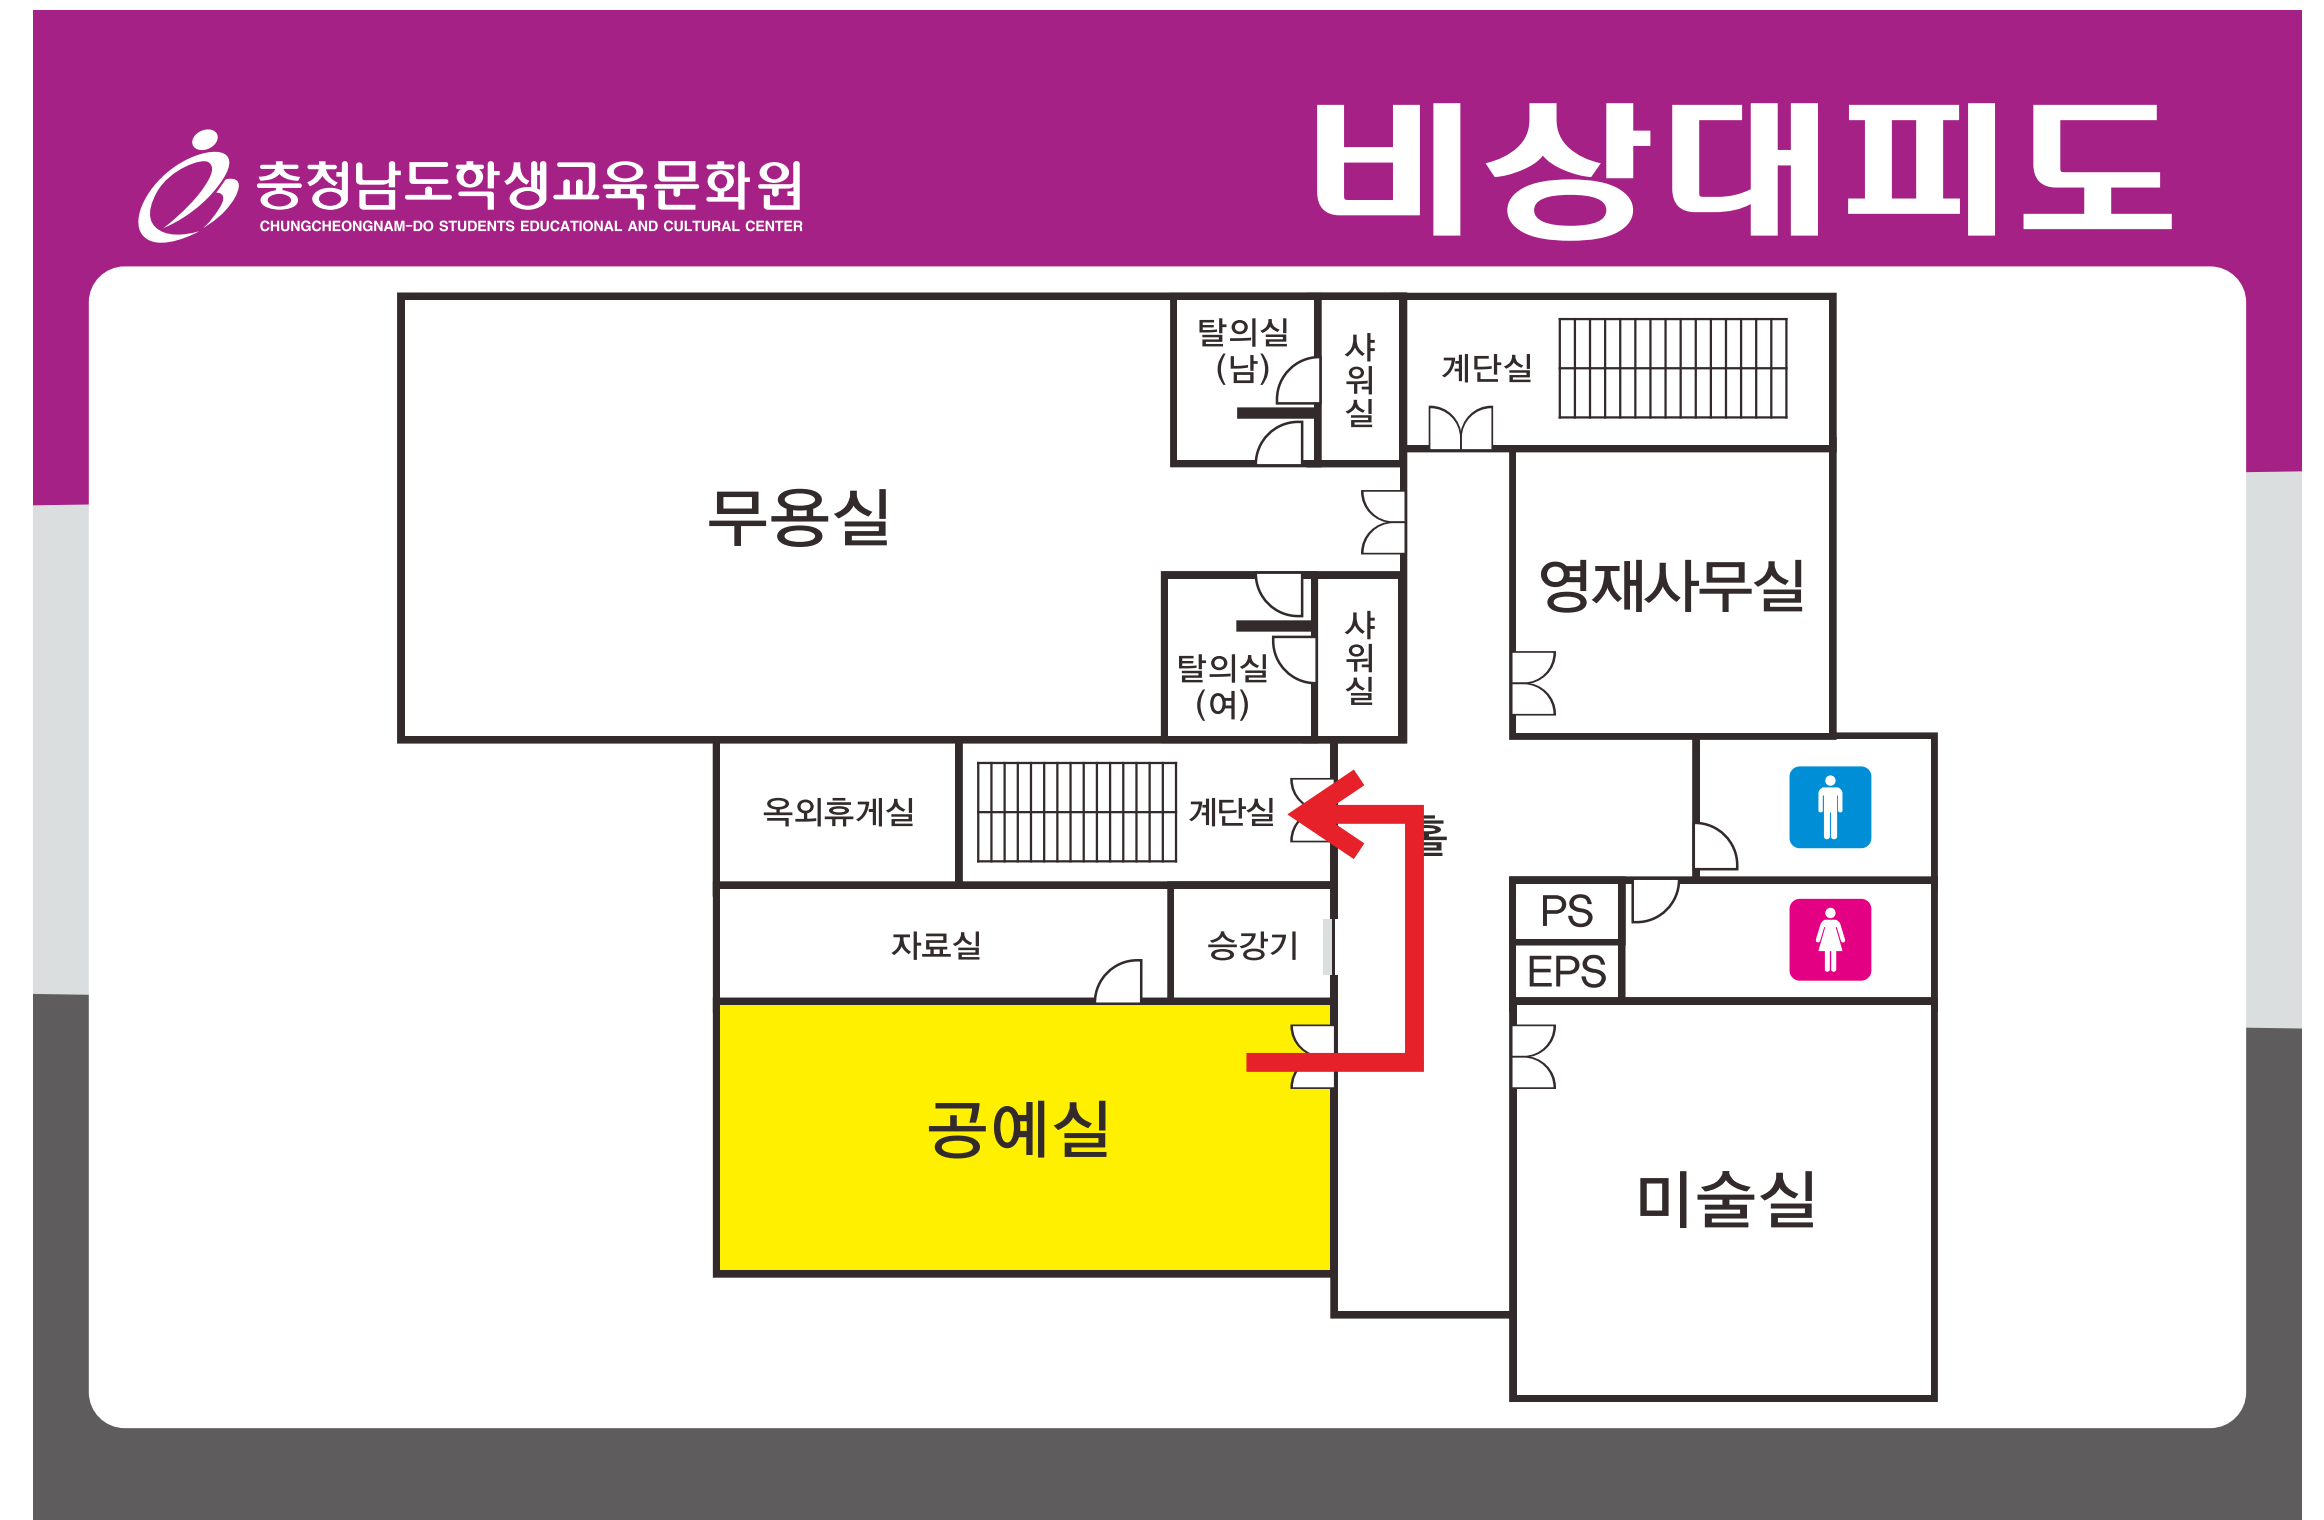 충청남도학생교육문화원
CHUNGCHEONGNAM-DO STUDENTS EDUCATIONAL AND CULTURAL CENTER
비상대피도
탈의실
(남)
샤워실
계단실
무용실
영재사무실
탈의실
(여)
샤워실
옥외휴게실
계단실
홀
PS
EPS
자료실
승강기
공예실
미술실